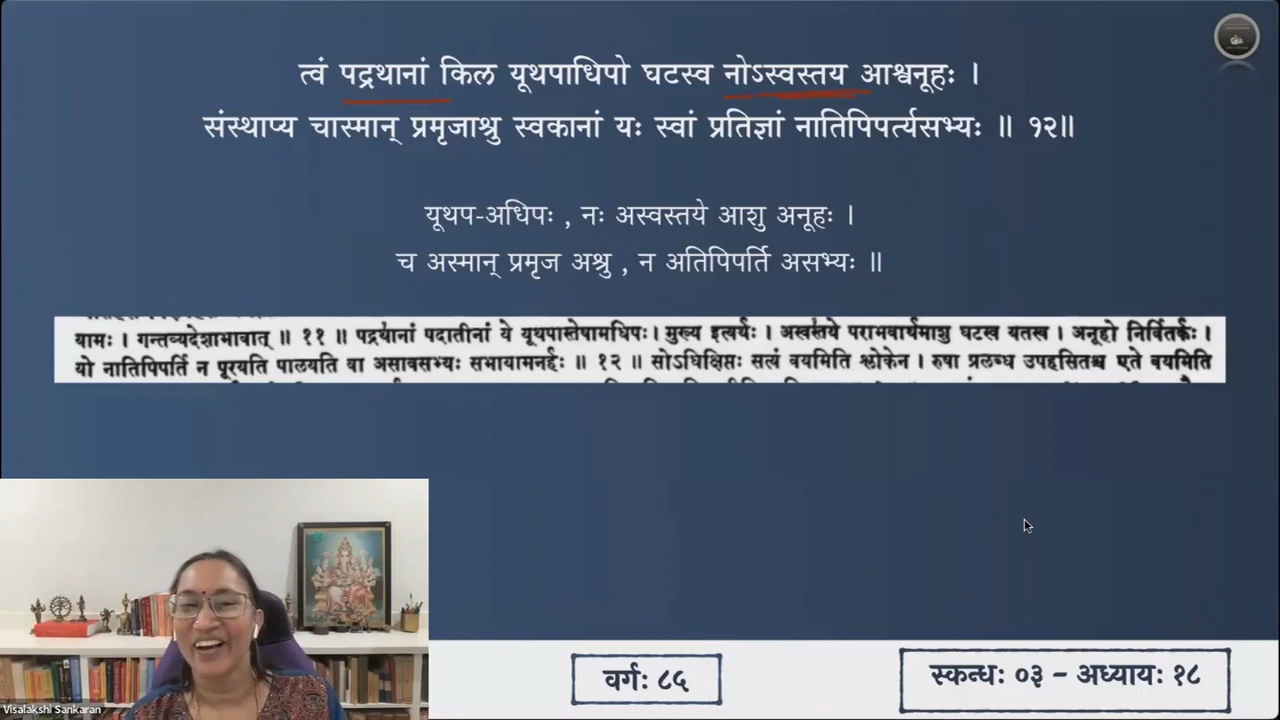 त्वं पद्रथानां किल यूथपाधिपो घटस्व नोऽस्वस्तय आश्वनूहः ।
संस्थाप्य चास्मान् प्रमृजाश्रु स्वकानां यः स्वां प्रतिज्ञां नातिपिपर्त्यसभ्यः ॥ १२॥
यूथप-अधिपः , नः अस्वस्तये आशु अनूहः ।
च अस्मान् प्रमृज अश्रु , न अतिपिपर्ति असभ्यः ॥
यामः । गन्तव्यदेशाभावात् ॥ ११ ॥ पद्रथानां पदातीनां ये यूथपास्तेषामधिपः । मुख्य इत्यर्थः । अस्वस्तये पराभवार्थमाशु घटस्व यतस्व । अनूहो निर्वितर्कः ।
यो नातिपिपर्ति न पूरयति पालयति वा असावसभ्यः सभायामनर्हः ॥ १२ ॥ सोऽधिक्षिप्तः सत्यं वयमिति श्लोकेन । रुषा प्रलब्ध उपहसितश्च एते वयमिति
Visalakshi Sankaran
वर्गः ८५
स्कन्धः ०३ – अध्यायः १८